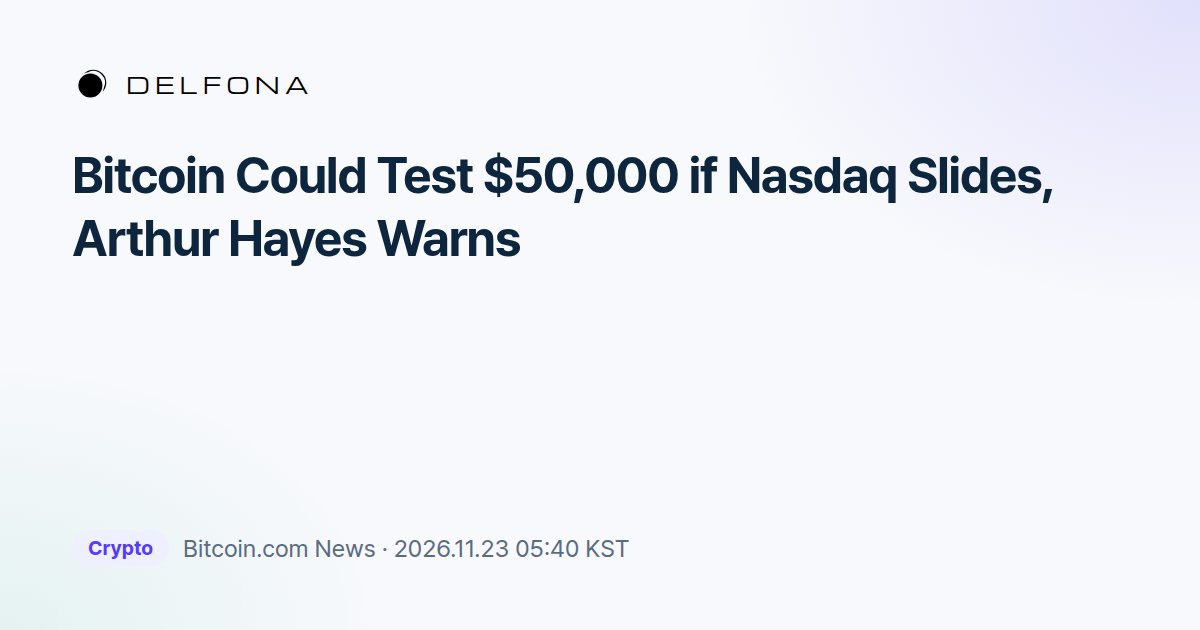 DELFONA
Bitcoin Could Test $50,000 if Nasdaq Slides,
Arthur Hayes Warns
Crypto Bitcoin.com News · 2026.11.23 05:40 KST